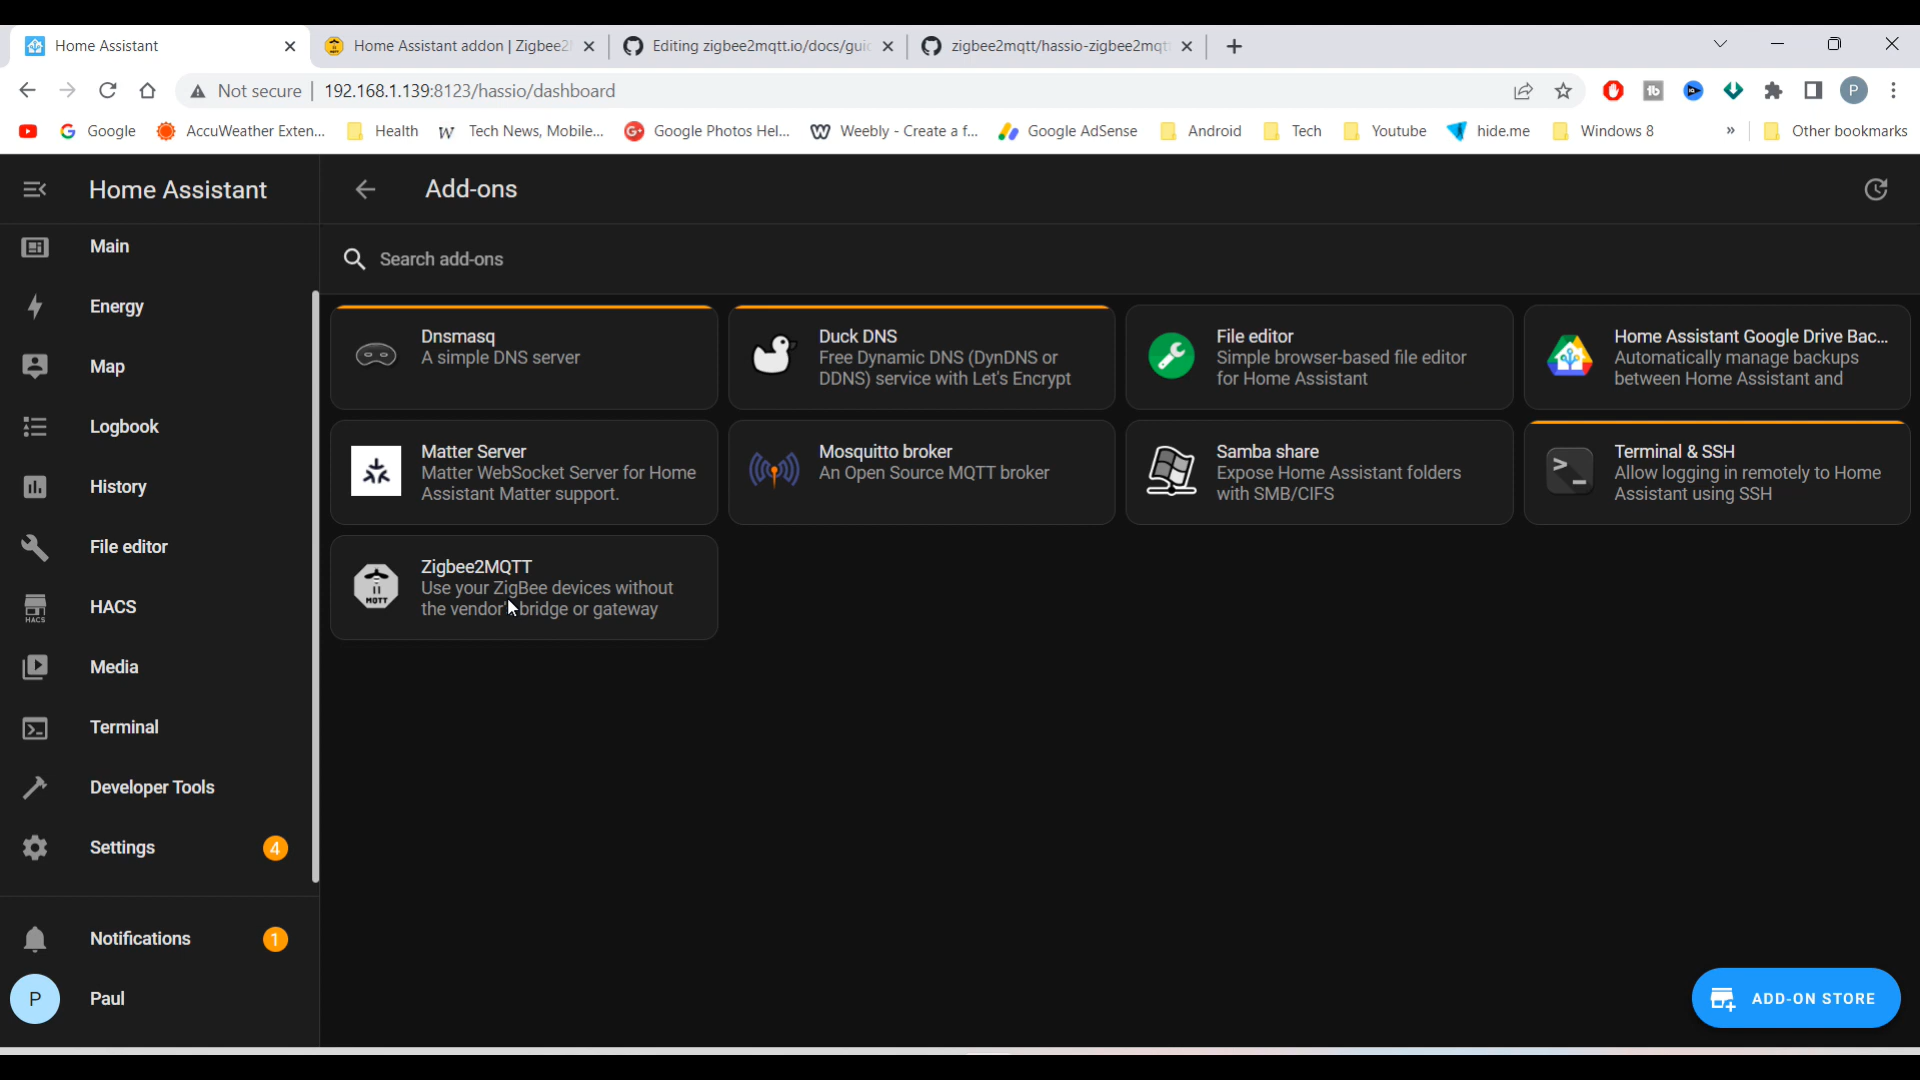 Home Assistant
Home Assistant addon | Zigbee2
Editing zigbee2mqtt.io/docs/gui
zigbee2mqtt/hassio-zigbee2mqt
Not secure | 192.168.1.139:8123/hassio/dashboard
P
Google
AccuWeather Exten...
Health
Tech News, Mobile...
Google Photos Hel...
Weebly - Create a f...
Google AdSense
Android
Tech
Youtube
hide.me
Windows 8
»
Other bookmarks
Home Assistant
Main
Energy
Map
Logbook
History
File editor
HACS
HACS
Media
Terminal
Developer Tools
Settings
4
Notifications
1
P
Paul
Add-ons
Search add-ons
Dnsmasq
A simple DNS server
Duck DNS
Free Dynamic DNS (DynDNS or
DDNS) service with Let's Encrypt
File editor
Simple browser-based file editor
for Home Assistant
Home Assistant Google Drive Bac...
Automatically manage backups
between Home Assistant and
Matter Server
Matter WebSocket Server for Home
Assistant Matter support.
Mosquitto broker
An Open Source MQTT broker
Samba share
Expose Home Assistant folders
with SMB/CIFS
Terminal & SSH
Allow logging in remotely to Home
Assistant using SSH
MQTT
Zigbee2MQTT
Use your ZigBee devices without
the vendor' bridge or gateway
ADD-ON STORE